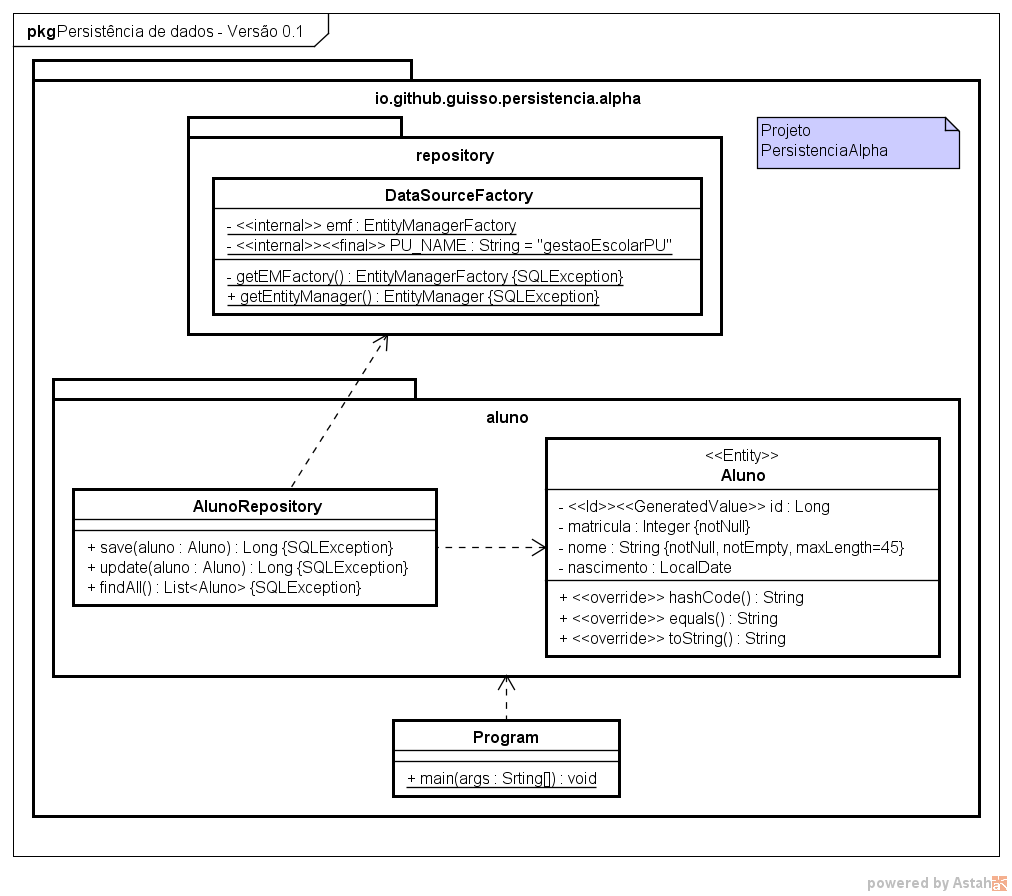 pkgPersistência de dados - Versão 0.1
io.github.guisso.persistencia.alpha
Projeto
PersistenciaAlpha
repository
DataSourceFactory
- <<internal>> emf : EntityManagerFactory
- <<internal>><<final>> PU_NAME : String = "gestaoEscolarPU"
- getEMFactory() : EntityManagerFactory {SQLException}
+ getEntityManager() : EntityManager {SQLException}
aluno
AlunoRepository
+ save(aluno : Aluno) : Long {SQLException}
+ update(aluno : Aluno) : Long {SQLException}
+ findAll() : List<Aluno> {SQLException}
<<Entity>>
Aluno
- <<Id>><<GeneratedValue>> id : Long
- matricula : Integer {notNull}
- nome : String {notNull, notEmpty, maxLength=45}
- nascimento : LocalDate
+ <<override>> hashCode() : String
+ <<override>> equals() : String
+ <<override>> toString() : String
Program
+ main(args : Srting[]) : void
powered by Astah